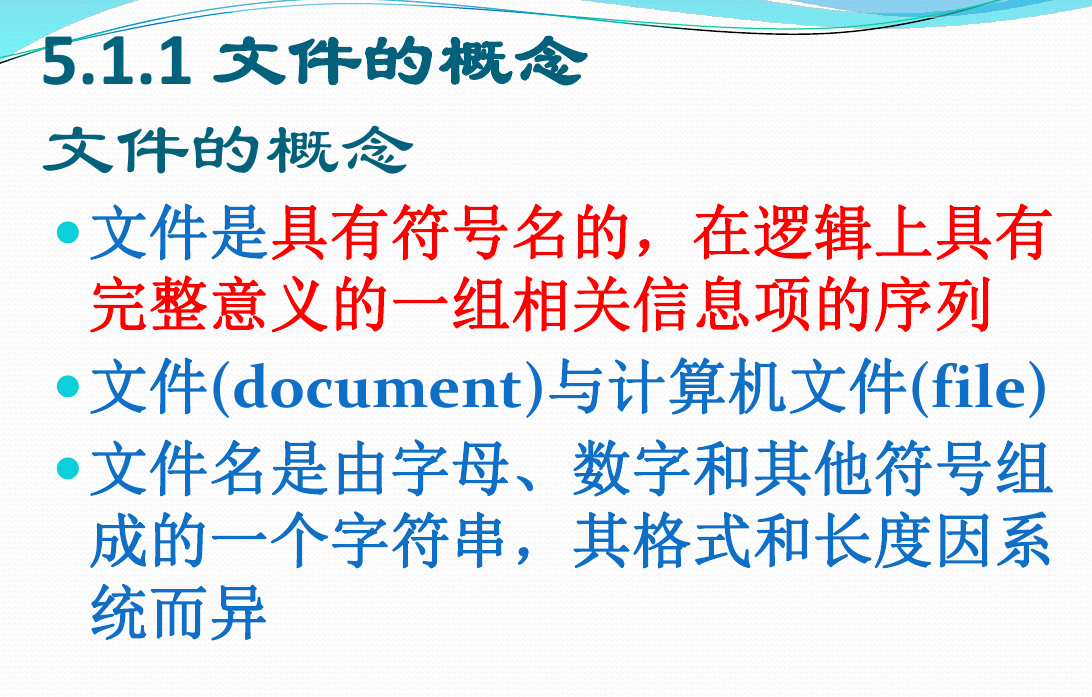 5.1.1 文件的概念
文件的概念
•文件是具有符号名的，在逻辑上具有
完整意义的一组相关信息项的序列
•文件(document)与计算机文件(file)
•文件名是由字母、数字和其他符号组
成的一个字符串，其格式和长度因系
统而异